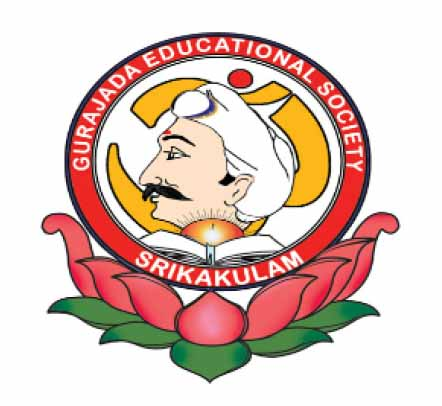 GURAJADA EDUCATIONAL SOCIETY
SRIKAKULAM